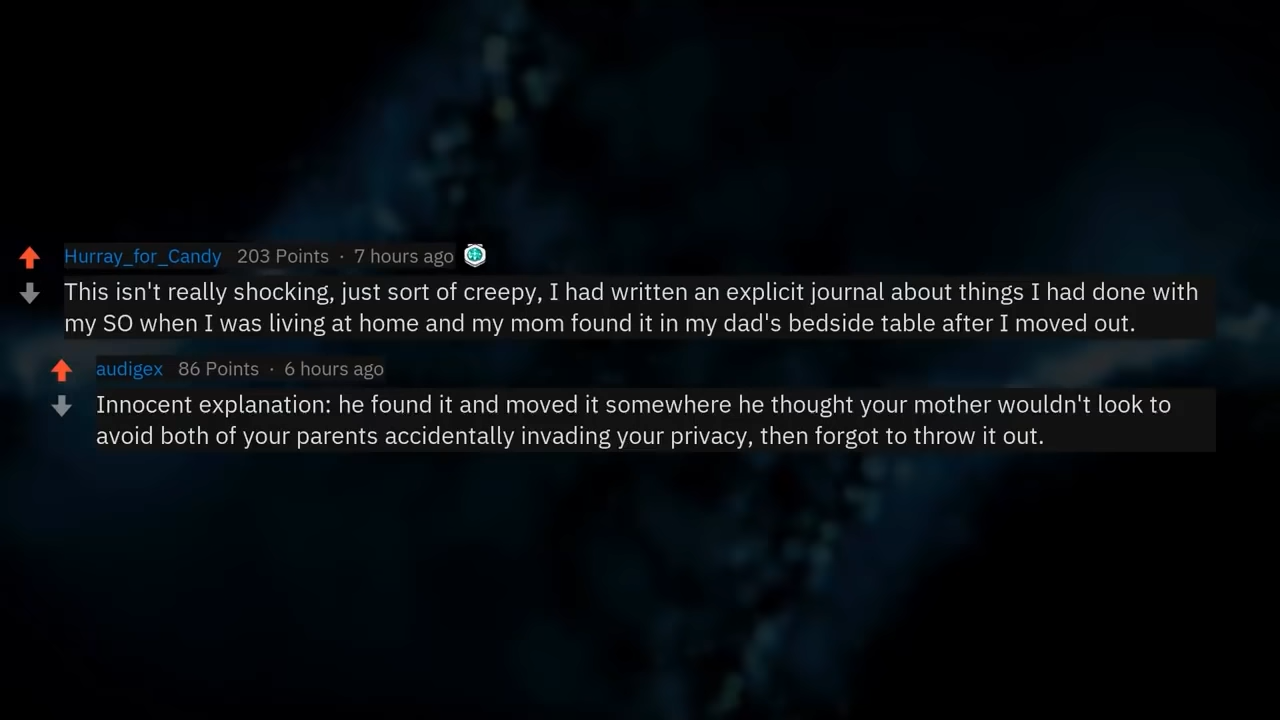 Hurray_for_Candy 203 Points · 7 hours ago
This isn't really shocking, just sort of creepy, I had written an explicit journal about things I had done with
my SO when I was living at home and my mom found it in my dad's bedside table after I moved out.
audigex 86 Points · 6 hours ago
Innocent explanation: he found it and moved it somewhere he thought your mother wouldn't look to
avoid both of your parents accidentally invading your privacy, then forgot to throw it out.